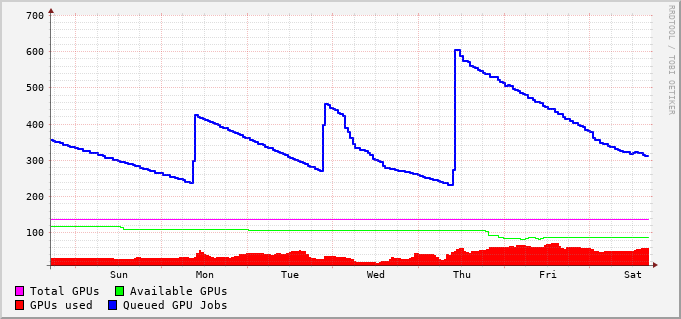 700
600
500
400
300
200
100
Sun Mon Tue Wed Thu Fri Sat
RRDTOOL / TOBI OETIKER
Total GPUs Available GPUs
GPUs used Queued GPU Jobs